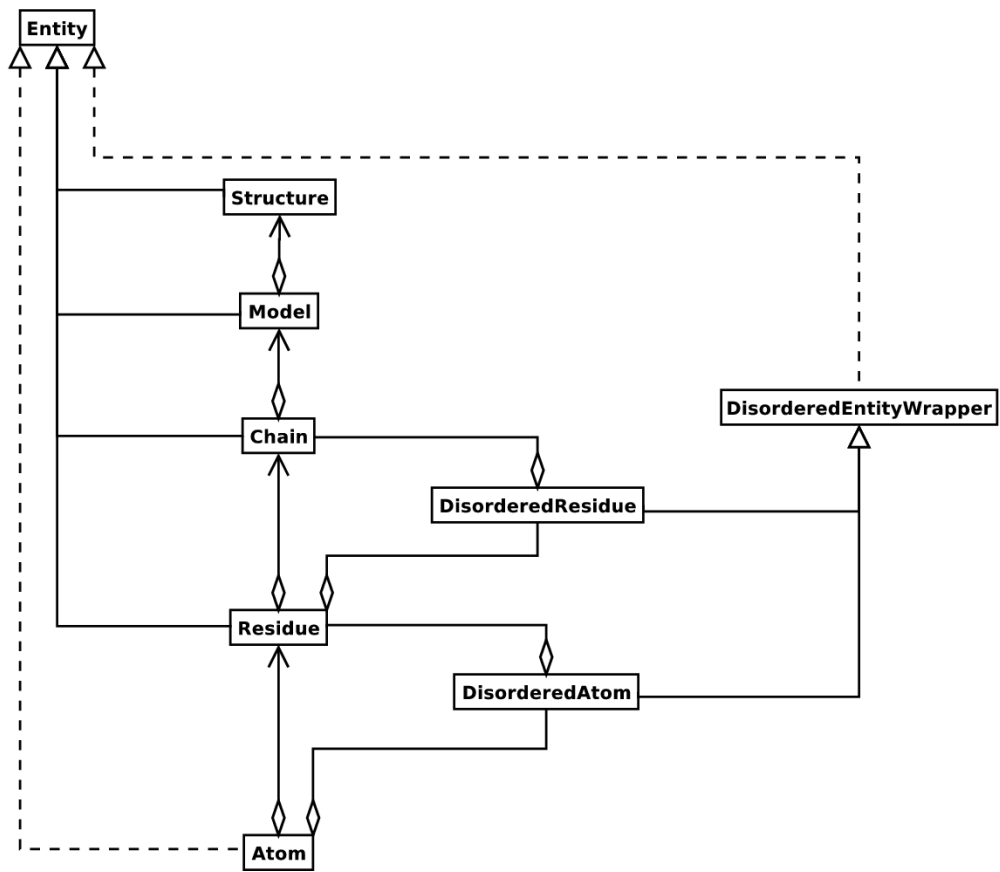 Entity
Structure
Model
DisorderedEntityWrapper
Chain
DisorderedResidue
Residue
DisorderedAtom
Atom